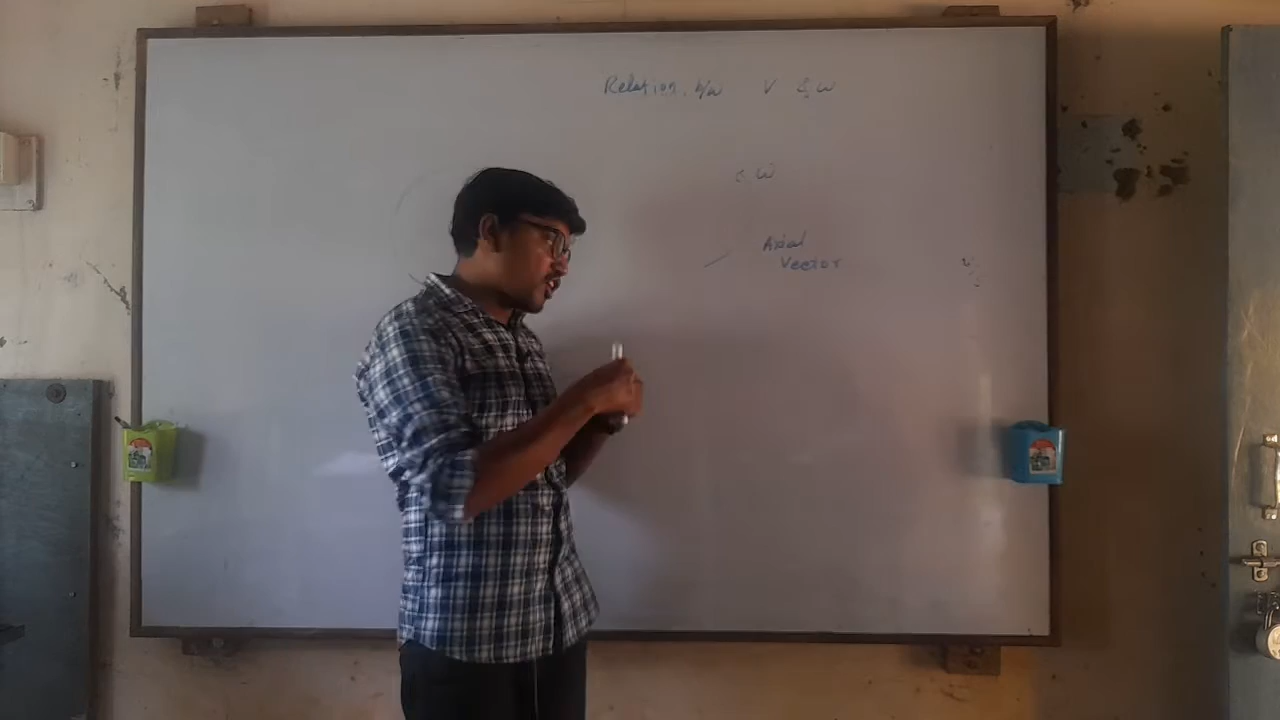 Relation b/w V & ω
& ω
Axial
Vector